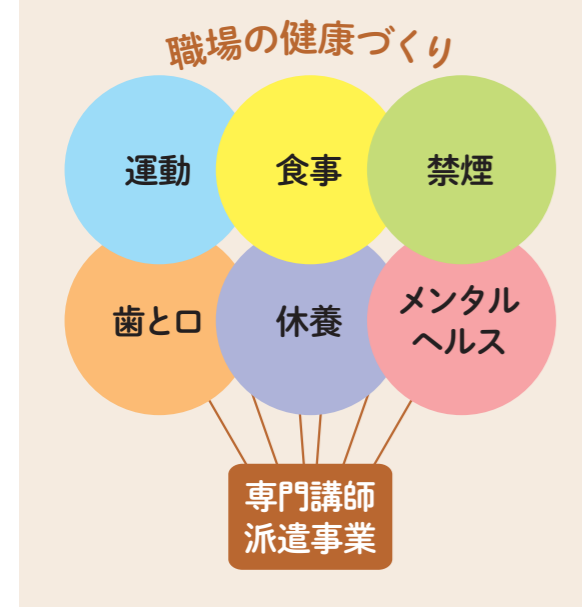 職場の健康づくり
運動
食事
禁煙
歯と口
休養
メンタル
ヘルス
専門講師
派遣事業